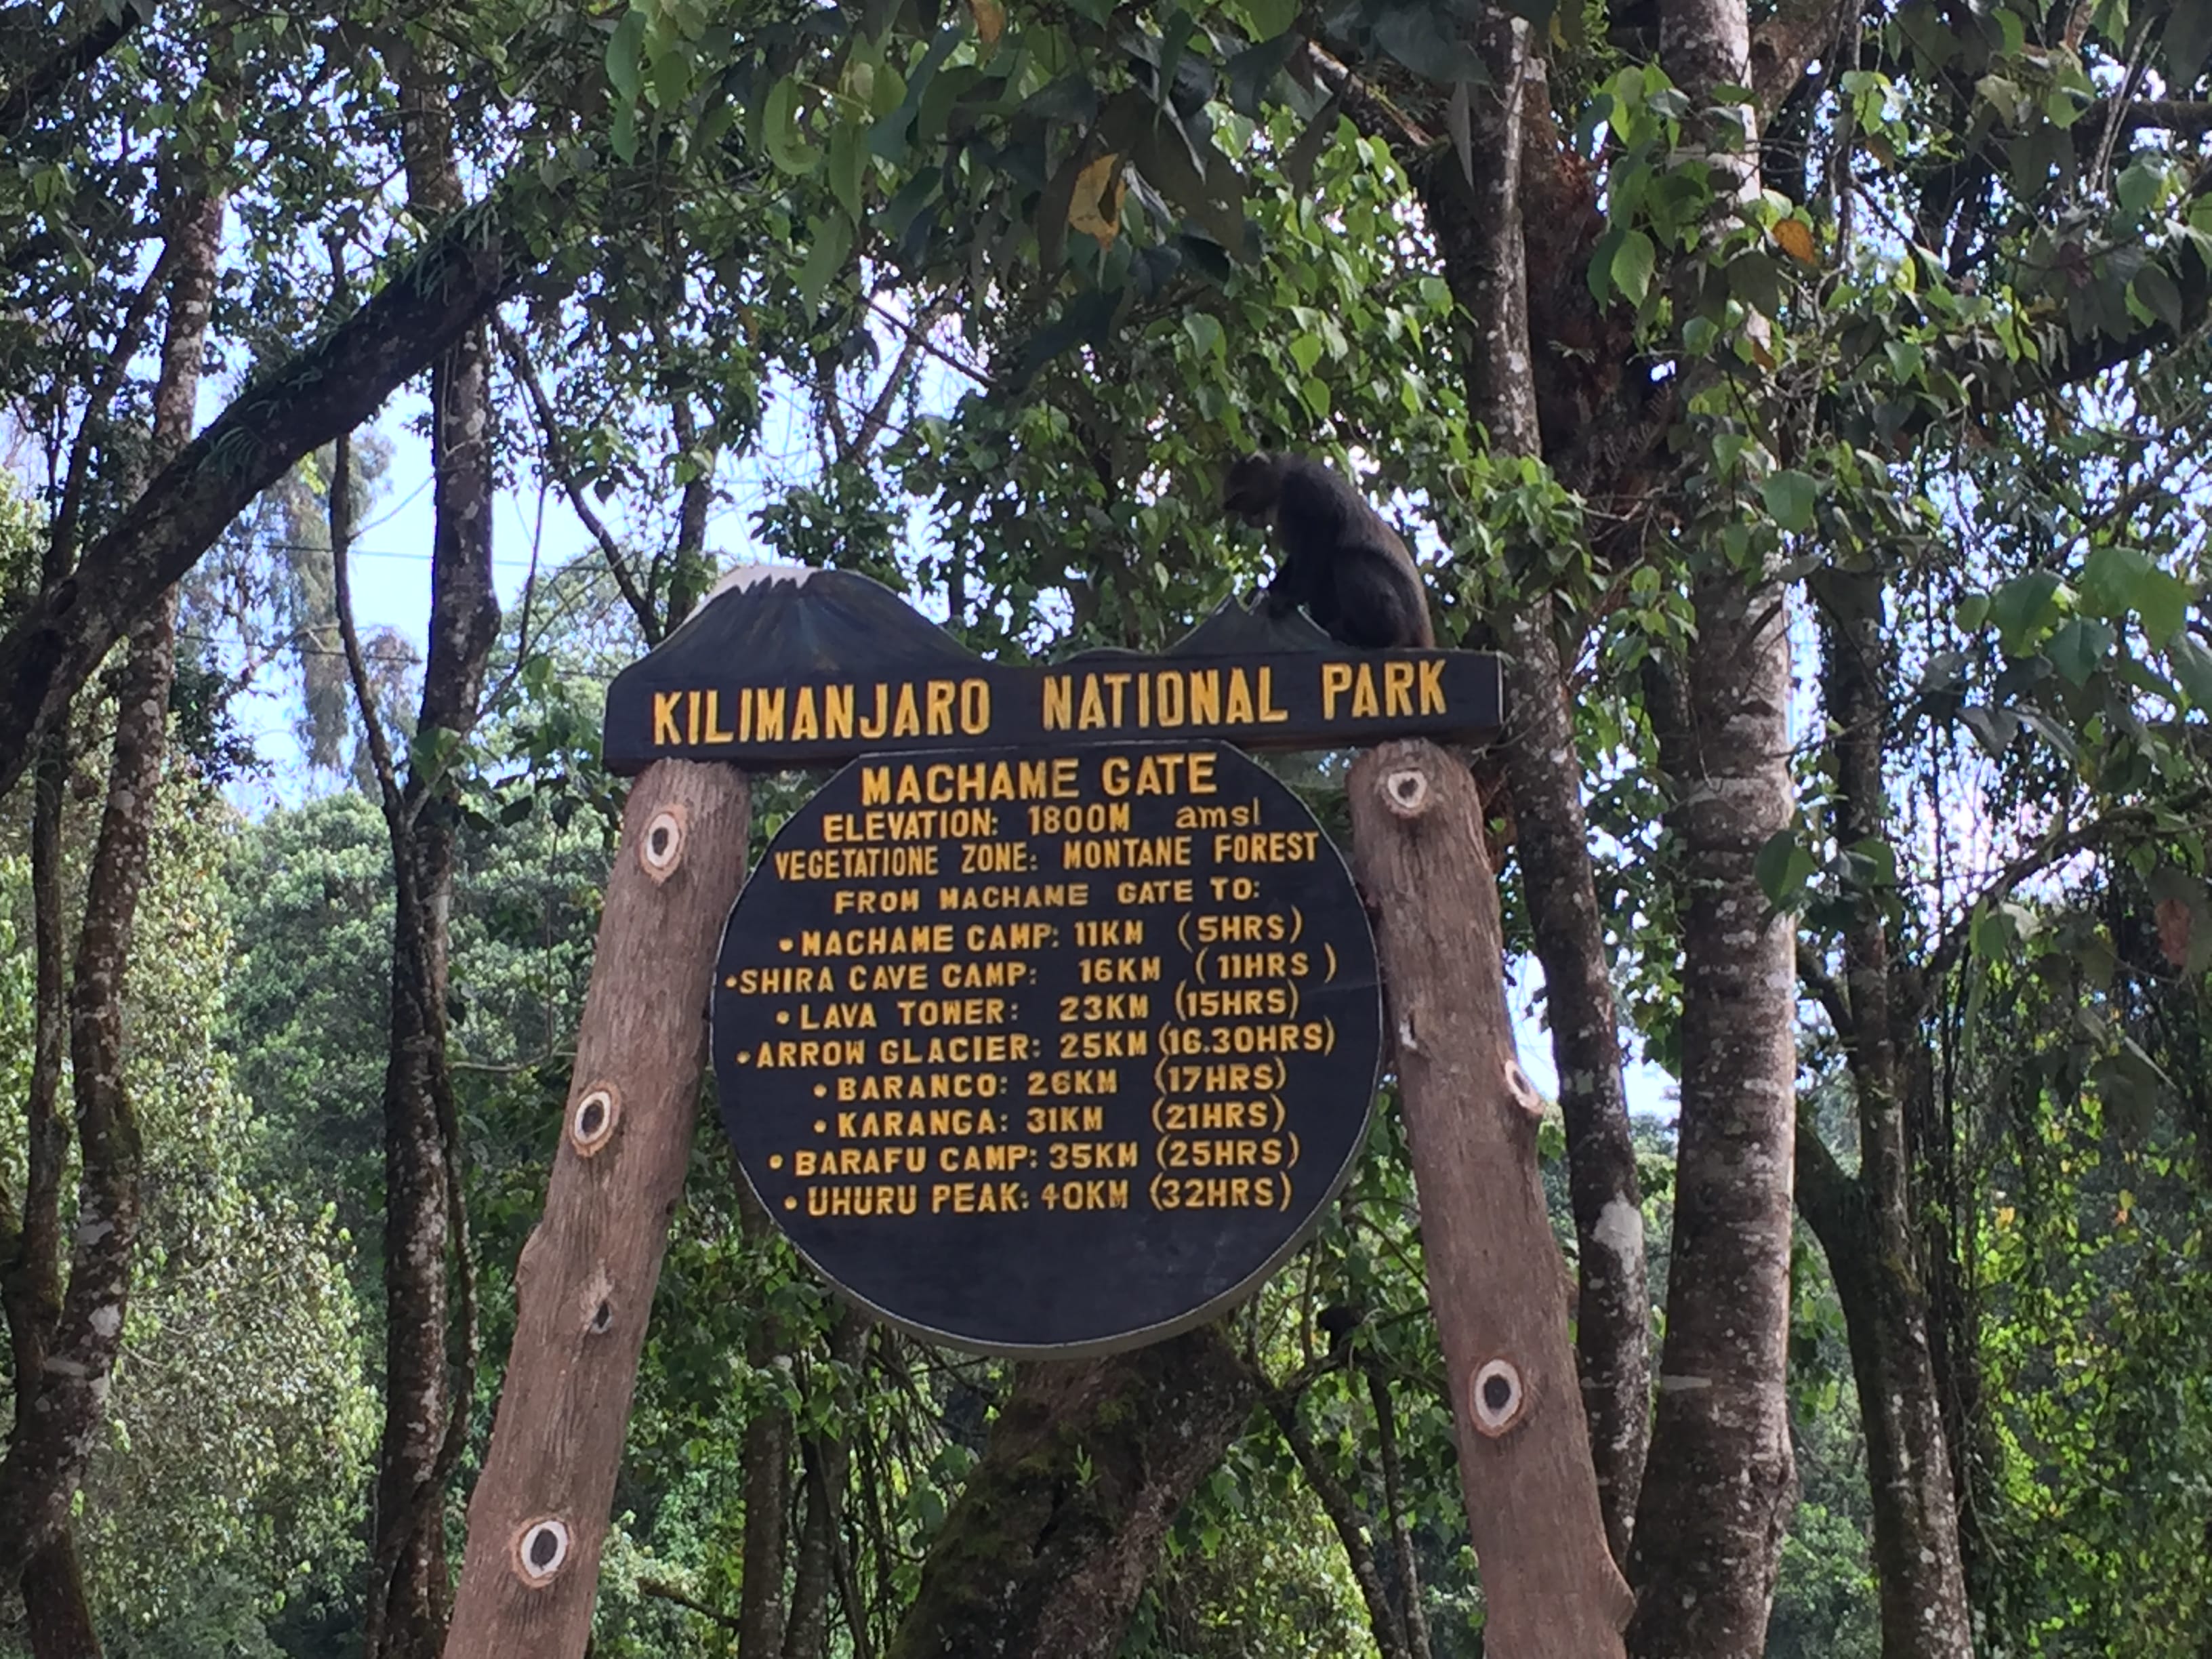 KILIMANJARO NATIONAL PARK
MACHAME GATE
ELEVATION: 1800M amsl
VEGETATIONE ZONE: MONTANE FOREST
FROM MACHAME GATE TO:
• MACHAME CAMP: 11KM (5HRS)
• SHIRA CAVE CAMP: 16KM (11HRS)
• LAVA TOWER: 23KM (15HRS)
• ARROW GLACIER: 25KM (16.30HRS)
• BARANCO: 26KM (17HRS)
• KARANGA: 31KM (21HRS)
• BARAFU CAMP: 35KM (25HRS)
• UHURU PEAK: 40KM (32HRS)